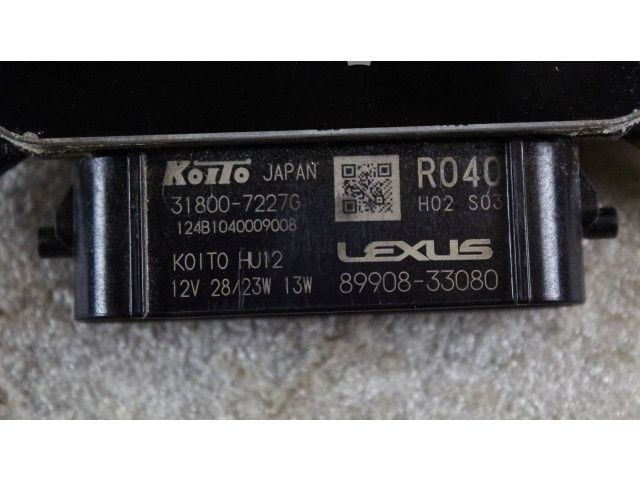 KOITO JAPAN
31800-7227G
124B1040009008
KOITO HU12
12V 28/23W 13W
R040
H02 S03
LEXUS
89908-33080